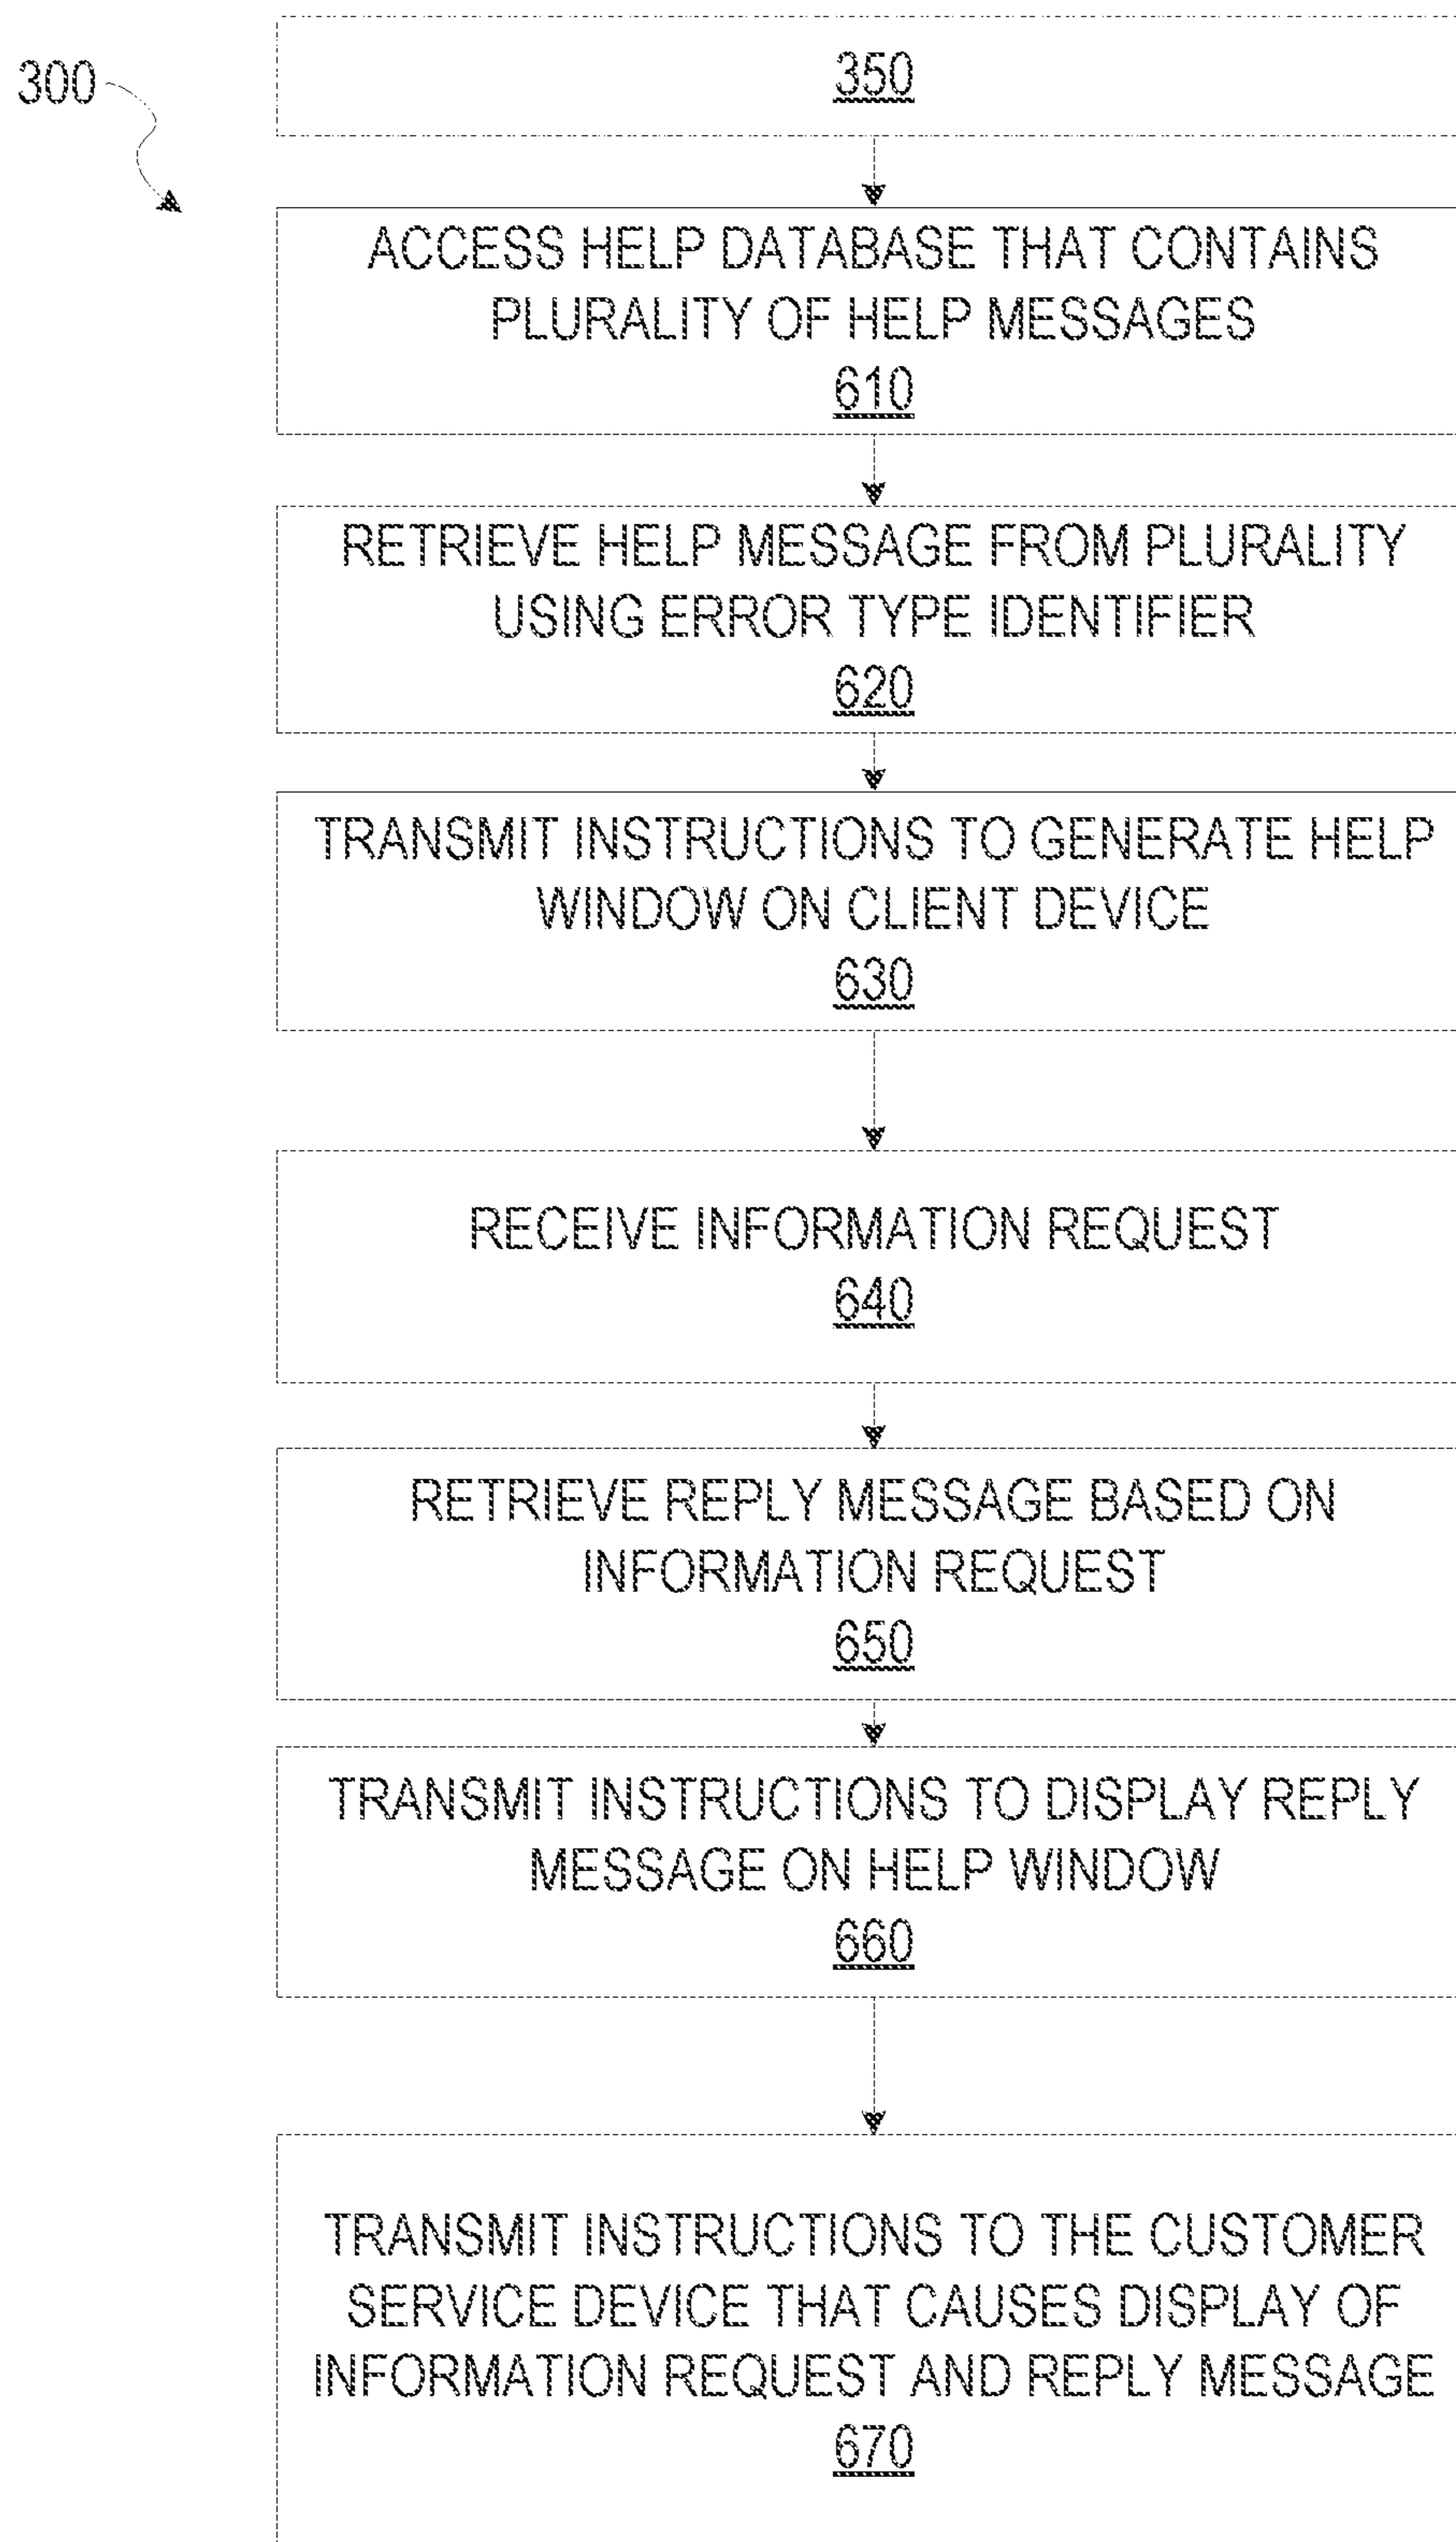 300
350
ACCESS HELP DATABASE THAT CONTAINS
PLURALITY OF HELP MESSAGES
610
RETRIEVE HELP MESSAGE FROM PLURALITY
USING ERROR TYPE IDENTIFIER
620
TRANSMIT INSTRUCTIONS TO GENERATE HELP
WINDOW ON CLIENT DEVICE
630
RECEIVE INFORMATION REQUEST
640
RETRIEVE REPLY MESSAGE BASED ON
INFORMATION REQUEST
650
TRANSMIT INSTRUCTIONS TO DISPLAY REPLY
MESSAGE ON HELP WINDOW
660
TRANSMIT INSTRUCTIONS TO THE CUSTOMER
SERVICE DEVICE THAT CAUSES DISPLAY OF
INFORMATION REQUEST AND REPLY MESSAGE
670